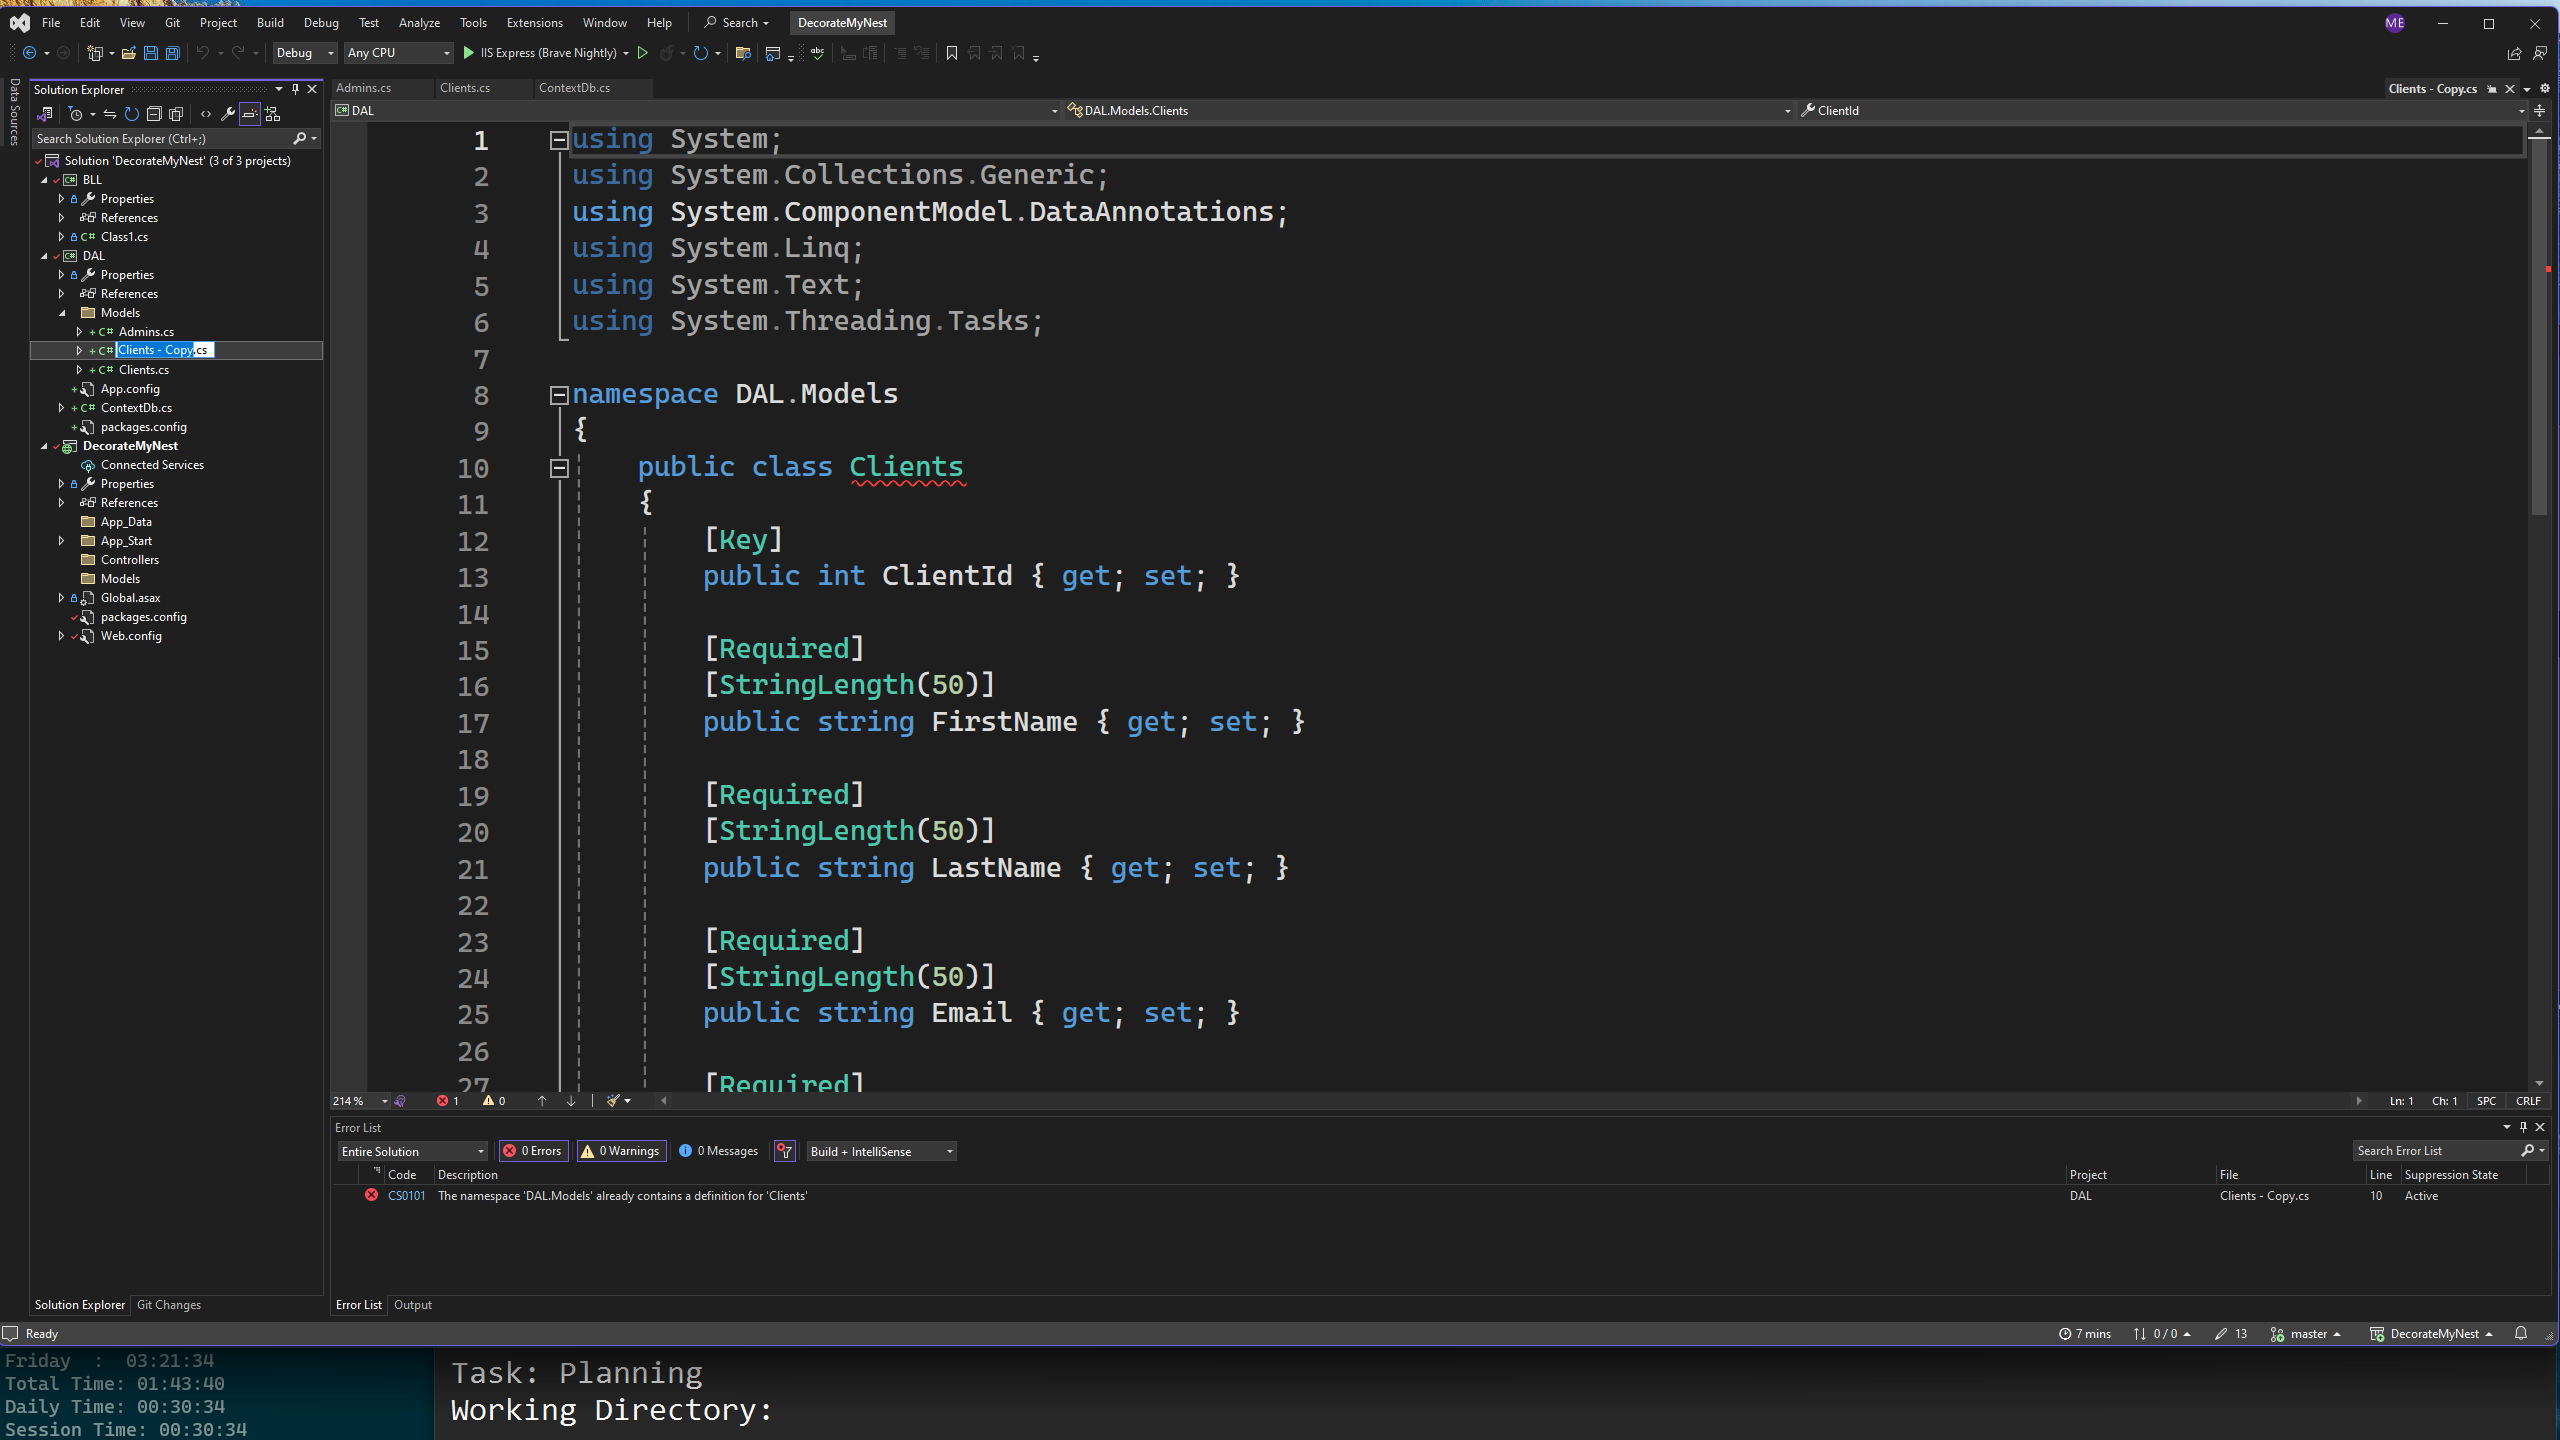 File Edit View Git Project Build Debug Test Analyze Tools Extensions Window Help Search DecorateMyNest ME
Debug Any CPU IIS Express (Brave Nightly) abc
Data Sources
Solution Explorer
Search Solution Explorer (Ctrl+;)
Solution 'DecorateMyNest' (3 of 3 projects)
C# BLL
Properties
References
C# Class1.cs
C# DAL
Properties
References
Models
C# Admins.cs
C# Clients - Copy.cs
C# Clients.cs
App.config
C# ContextDb.cs
packages.config
DecorateMyNest
Connected Services
Properties
References
App_Data
App_Start
Controllers
Models
Global.asax
packages.config
Web.config
Solution Explorer Git Changes
Admins.cs Clients.cs ContextDb.cs Clients - Copy.cs
C# DAL DAL.Models.Clients ClientId
1 using System;
2 using System.Collections.Generic;
3 using System.ComponentModel.DataAnnotations;
4 using System.Linq;
5 using System.Text;
6 using System.Threading.Tasks;
7
8 namespace DAL.Models
9 {
10 public class Clients
11 {
12 [Key]
13 public int ClientId { get; set; }
14
15 [Required]
16 [StringLength(50)]
17 public string FirstName { get; set; }
18
19 [Required]
20 [StringLength(50)]
21 public string LastName { get; set; }
22
23 [Required]
24 [StringLength(50)]
25 public string Email { get; set; }
26
27 [Required]
214 % 1 0 Ln: 1 Ch: 1 SPC CRLF
Error List
Entire Solution 0 Errors 0 Warnings 0 Messages Build + IntelliSense Search Error List
Code Description Project File Line Suppression State
CS0101 The namespace 'DAL.Models' already contains a definition for 'Clients' DAL Clients - Copy.cs 10 Active
Error List Output
Ready 7 mins 0 / 0 13 master DecorateMyNest
Friday : 03:21:34
Total Time: 01:43:40
Daily Time: 00:30:34
Session Time: 00:30:34
Task: Planning
Working Directory: